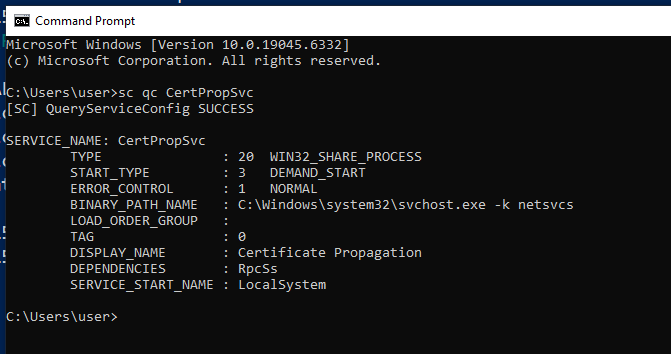 Command Prompt
Microsoft Windows [Version 10.0.19045.6332]
(c) Microsoft Corporation. All rights reserved.
C:\Users\user>sc qc CertPropSvc
[SC] QueryServiceConfig SUCCESS
SERVICE_NAME: CertPropSvc
        TYPE               : 20  WIN32_SHARE_PROCESS
        START_TYPE         : 3   DEMAND_START
        ERROR_CONTROL      : 1   NORMAL
        BINARY_PATH_NAME   : C:\Windows\system32\svchost.exe -k netsvcs
        LOAD_ORDER_GROUP   :
        TAG                : 0
        DISPLAY_NAME       : Certificate Propagation
        DEPENDENCIES       : RpcSs
        SERVICE_START_NAME : LocalSystem
C:\Users\user>